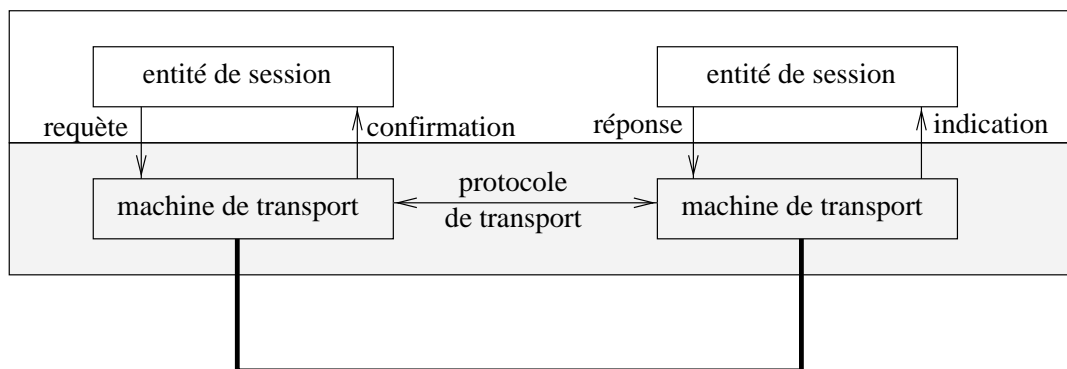 entité de session
entité de session
requète
confirmation
réponse
indication
machine de transport
protocole
de transport
machine de transport